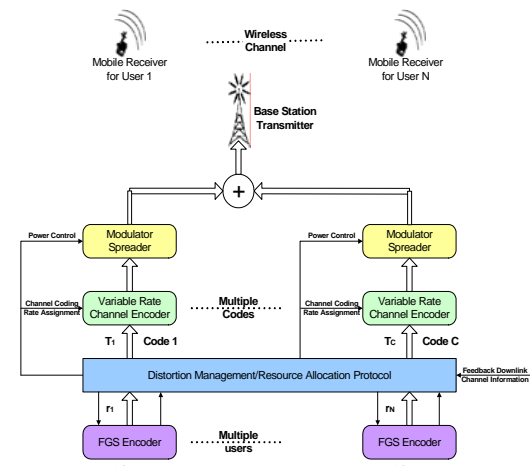 Wireless
Channel
Mobile Receiver
for User 1
Mobile Receiver
for User N
Base Station
Transmitter
+
Power Control
Modulator
Spreader
Power Control
Modulator
Spreader
Channel Coding
Rate Assignment
Variable Rate
Channel Encoder
Multiple
Codes
Channel Coding
Rate Assignment
Variable Rate
Channel Encoder
T1
Code 1
TC
Code C
Distortion Management/Resource Allocation Protocol
Feedback Downlink
Channel Information
r1
rN
FGS Encoder
Multiple
users
FGS Encoder